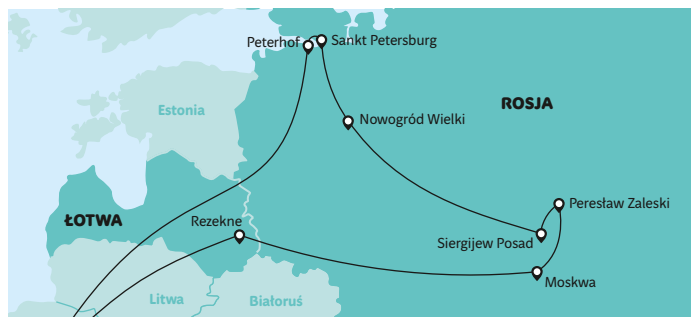 Peterhof
Sankt Petersburg
Estonia
ROSJA
Nowogród Wielki
ŁOTWA
Rezekne
Peresław Zaleski
Siergijew Posad
Moskwa
Litwa
Białoruś